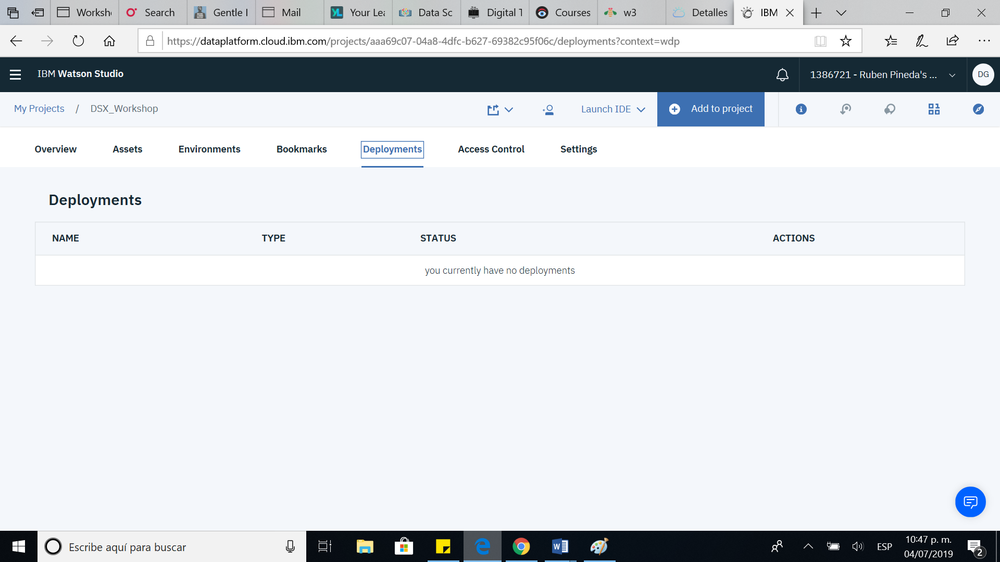 Worksh
Search
Gentle I
Mail
Your Lea
Data Sc
Digital T
Courses
w3
Detalles
IBM
https://dataplatform.cloud.ibm.com/projects/aaa69c07-04a8-4dfc-b627-69382c95f06c/deployments?context=wdp
IBM Watson Studio
1386721 - Ruben Pineda's ...
DG
My Projects / DSX_Workshop
Launch IDE
Add to project
Overview
Assets
Environments
Bookmarks
Deployments
Access Control
Settings
Deployments
NAME TYPE STATUS ACTIONS
you currently have no deployments
Escribe aquí para buscar
ESP
10:47 p. m.
04/07/2019
2